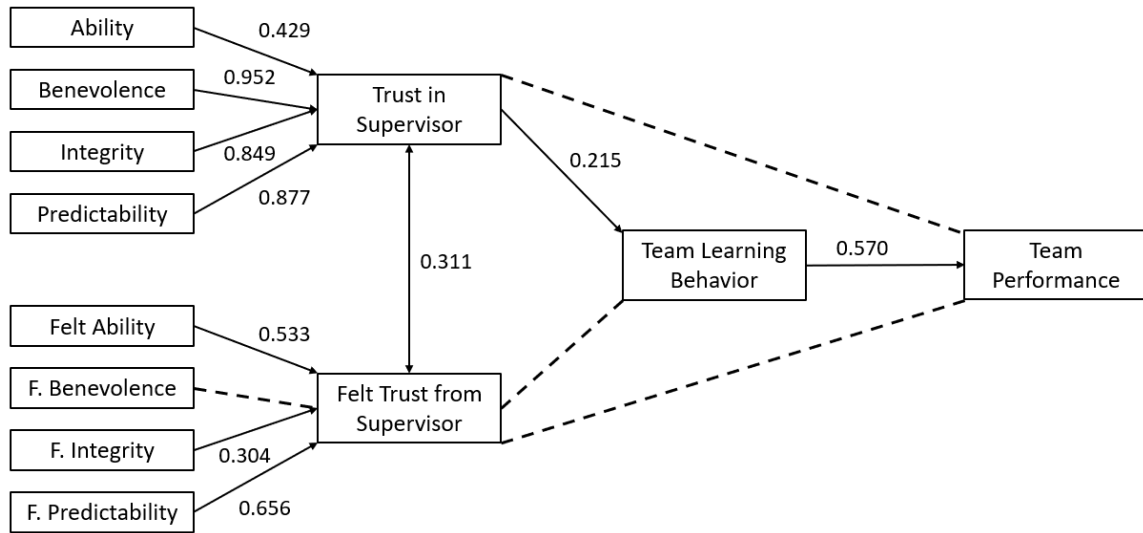 Ability
0.429
Benevolence
0.952
Trust in
Supervisor
Integrity
0.849
Predictability
0.877
0.215
0.311
Team Learning
Behavior
0.570
Team
Performance
Felt Ability
0.533
F. Benevolence
Felt Trust from
Supervisor
F. Integrity
0.304
F. Predictability
0.656